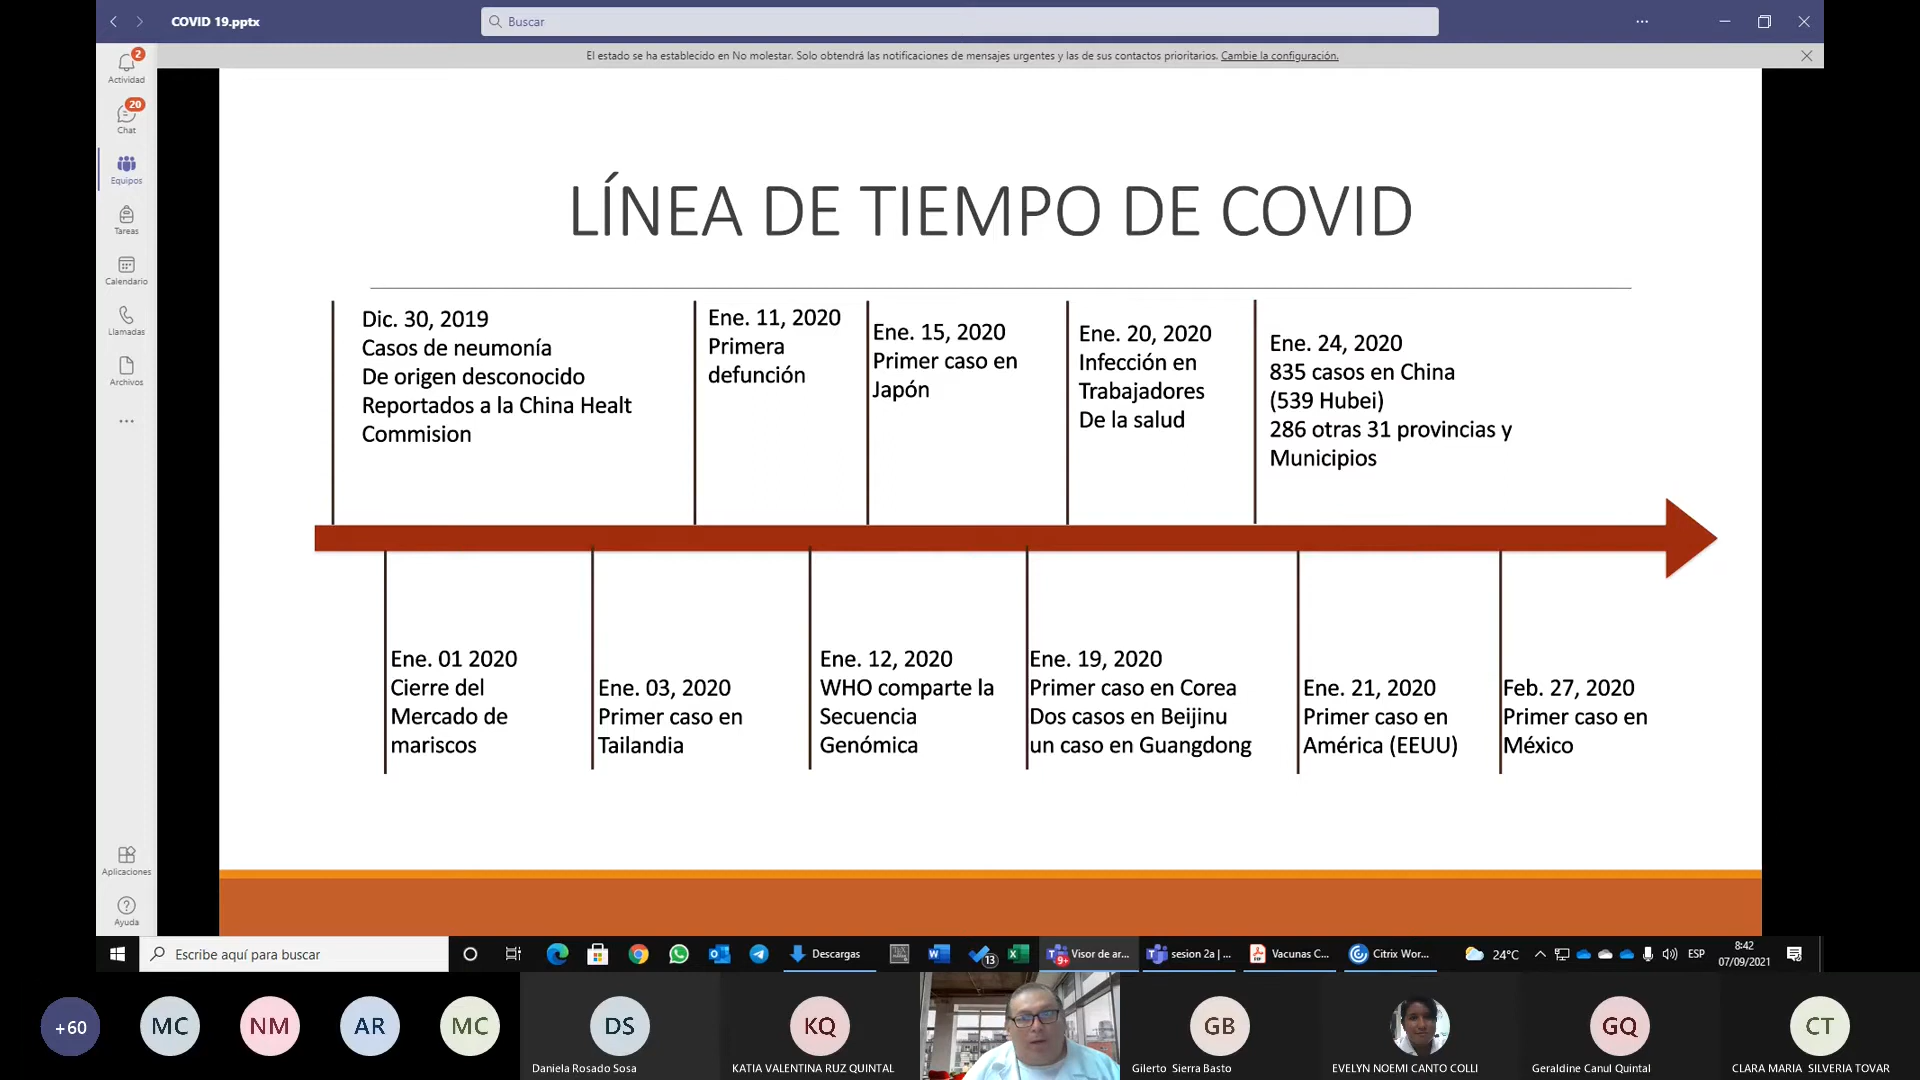 COVID 19.pptx
Buscar
El estado se ha establecido en No molestar. Solo obtendrá las notificaciones de mensajes urgentes y las de sus contactos prioritarios. Cambie la configuración.
2
Actividad
20
Chat
Equipos
Tareas
Calendario
Llamadas
Archivos
Aplicaciones
Ayuda
LÍNEA DE TIEMPO DE COVID
Dic. 30, 2019
Casos de neumonía
De origen desconocido
Reportados a la China Healt
Commision
Ene. 11, 2020
Primera
defunción
Ene. 15, 2020
Primer caso en
Japón
Ene. 20, 2020
Infección en
Trabajadores
De la salud
Ene. 24, 2020
835 casos en China
(539 Hubei)
286 otras 31 provincias y
Municipios
Ene. 01 2020
Cierre del
Mercado de
mariscos
Ene. 03, 2020
Primer caso en
Tailandia
Ene. 12, 2020
WHO comparte la
Secuencia
Genómica
Ene. 19, 2020
Primer caso en Corea
Dos casos en Beijinu
un caso en Guangdong
Ene. 21, 2020
Primer caso en
América (EEUU)
Feb. 27, 2020
Primer caso en
México
Escribe aquí para buscar
Descargas
13
9+
Visor de ar...
sesion 2a | ...
Vacunas C...
Citrix Wor...
24°C
ESP
8:42
07/09/2021
+60
MC
NM
AR
MC
DS
Daniela Rosado Sosa
KQ
KATIA VALENTINA RUZ QUINTAL
GB
Gilerto Sierra Basto
EVELYN NOEMI CANTO COLLI
GQ
Geraldine Canul Quintal
CT
CLARA MARIA SILVERIA TOVAR